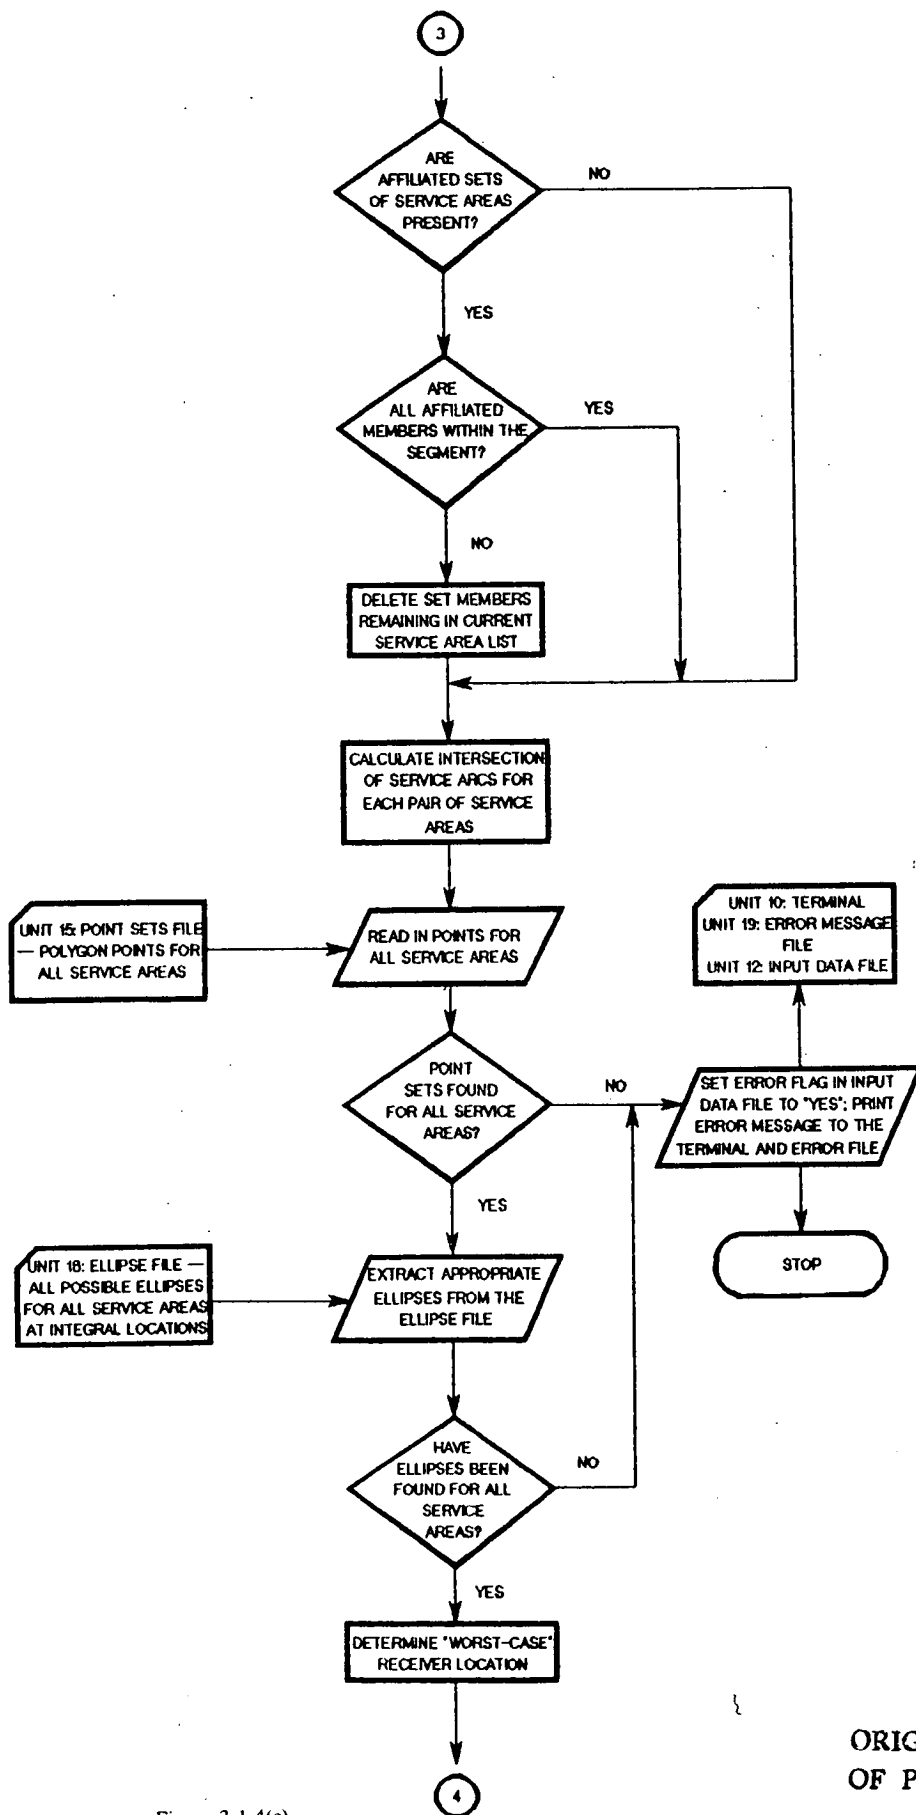 3
ARE
AFFILIATED SETS
OF SERVICE AREAS
PRESENT?
NO
YES
ARE
ALL AFFILIATED
MEMBERS WITHIN THE
SEGMENT?
YES
NO
DELETE SET MEMBERS
REMAINING IN CURRENT
SERVICE AREA LIST
CALCULATE INTERSECTION
OF SERVICE ARCS FOR
EACH PAIR OF SERVICE
AREAS
UNIT 15: POINT SETS FILE
— POLYGON POINTS FOR
ALL SERVICE AREAS
READ IN POINTS FOR
ALL SERVICE AREAS
UNIT 10: TERMINAL
UNIT 19: ERROR MESSAGE
FILE
UNIT 12: INPUT DATA FILE
POINT
SETS FOUND
FOR ALL SERVICE
AREAS?
NO
SET ERROR FLAG IN INPUT
DATA FILE TO "YES"; PRINT
ERROR MESSAGE TO THE
TERMINAL AND ERROR FILE
YES
STOP
UNIT 18: ELLIPSE FILE —
ALL POSSIBLE ELLIPSES
FOR ALL SERVICE AREAS
AT INTEGRAL LOCATIONS
EXTRACT APPROPRIATE
ELLIPSES FROM THE
ELLIPSE FILE
HAVE
ELLIPSES BEEN
FOUND FOR ALL
SERVICE
AREAS?
NO
YES
DETERMINE "WORST-CASE"
RECEIVER LOCATION
4
ORIG
OF P